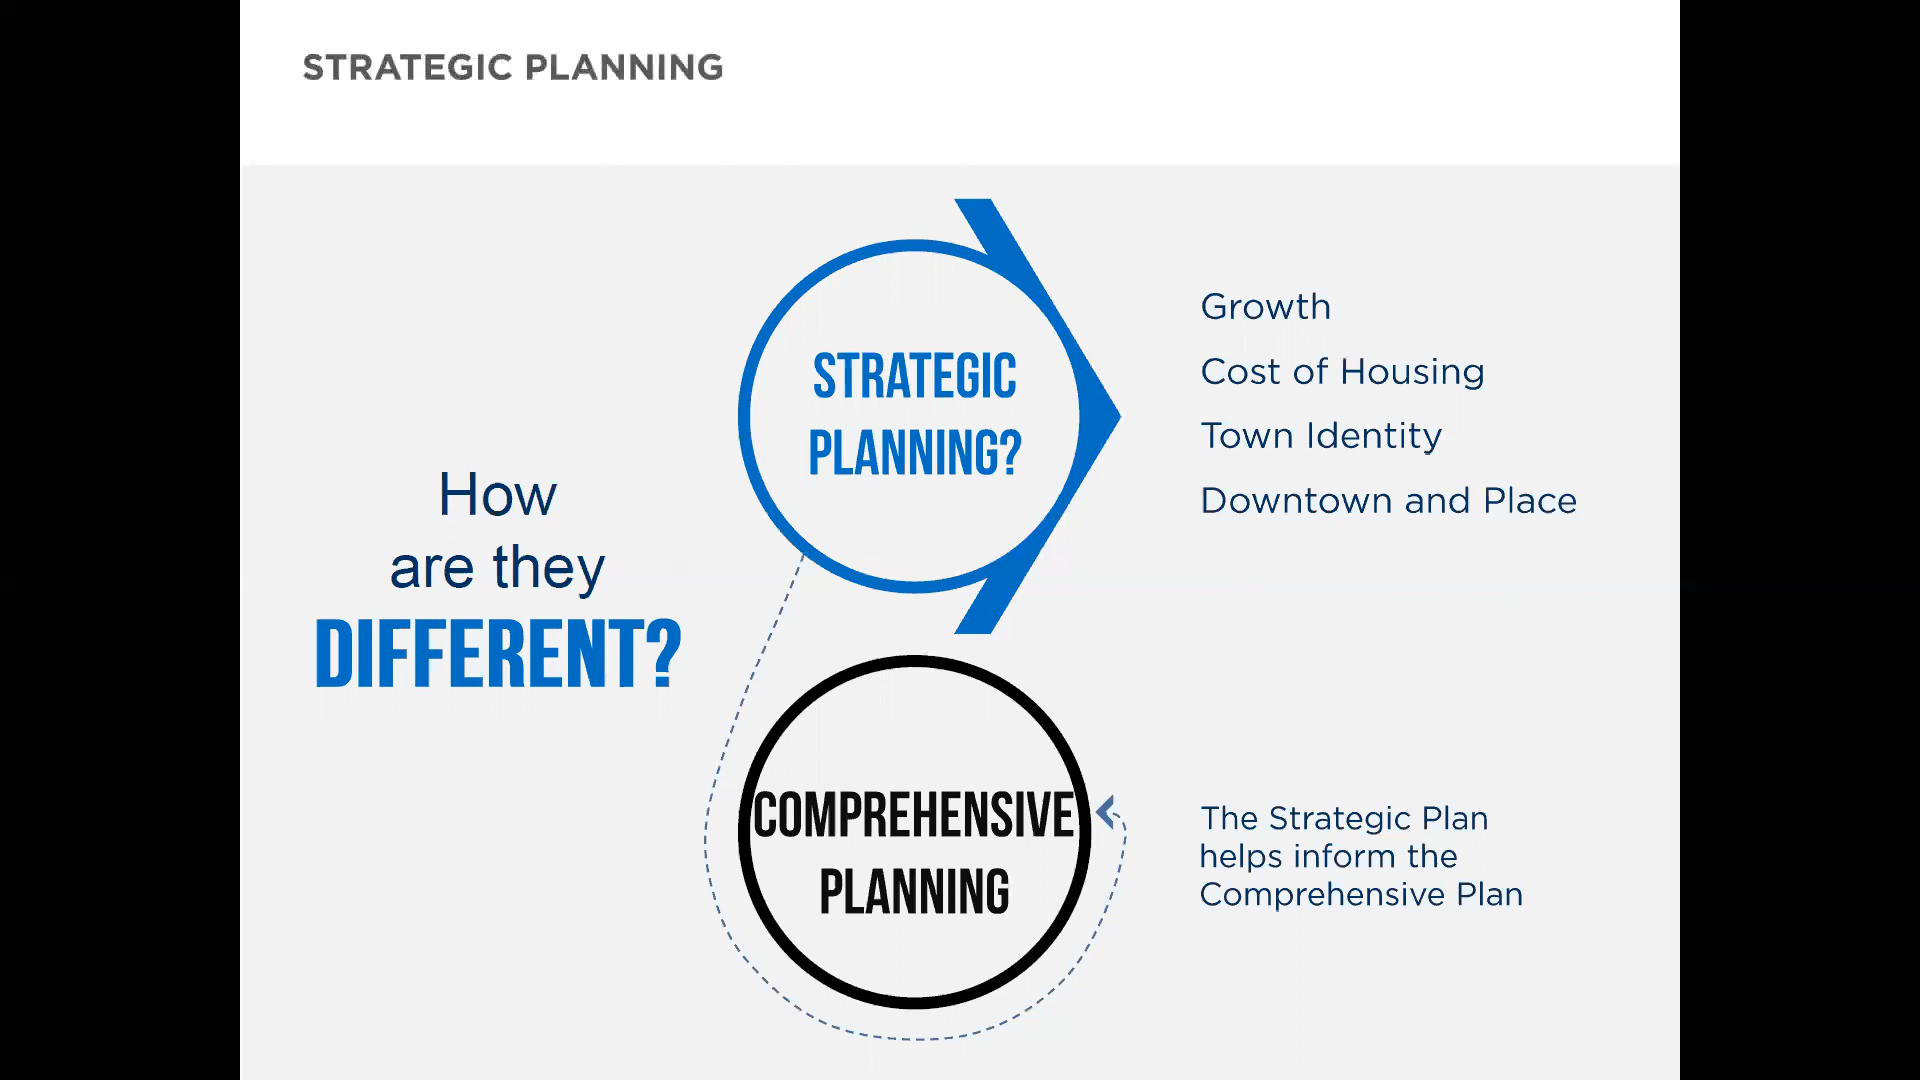 STRATEGIC PLANNING
How
are they
DIFFERENT?
STRATEGIC
PLANNING?
Growth
Cost of Housing
Town Identity
Downtown and Place
COMPREHENSIVE
PLANNING
The Strategic Plan
helps inform the
Comprehensive Plan